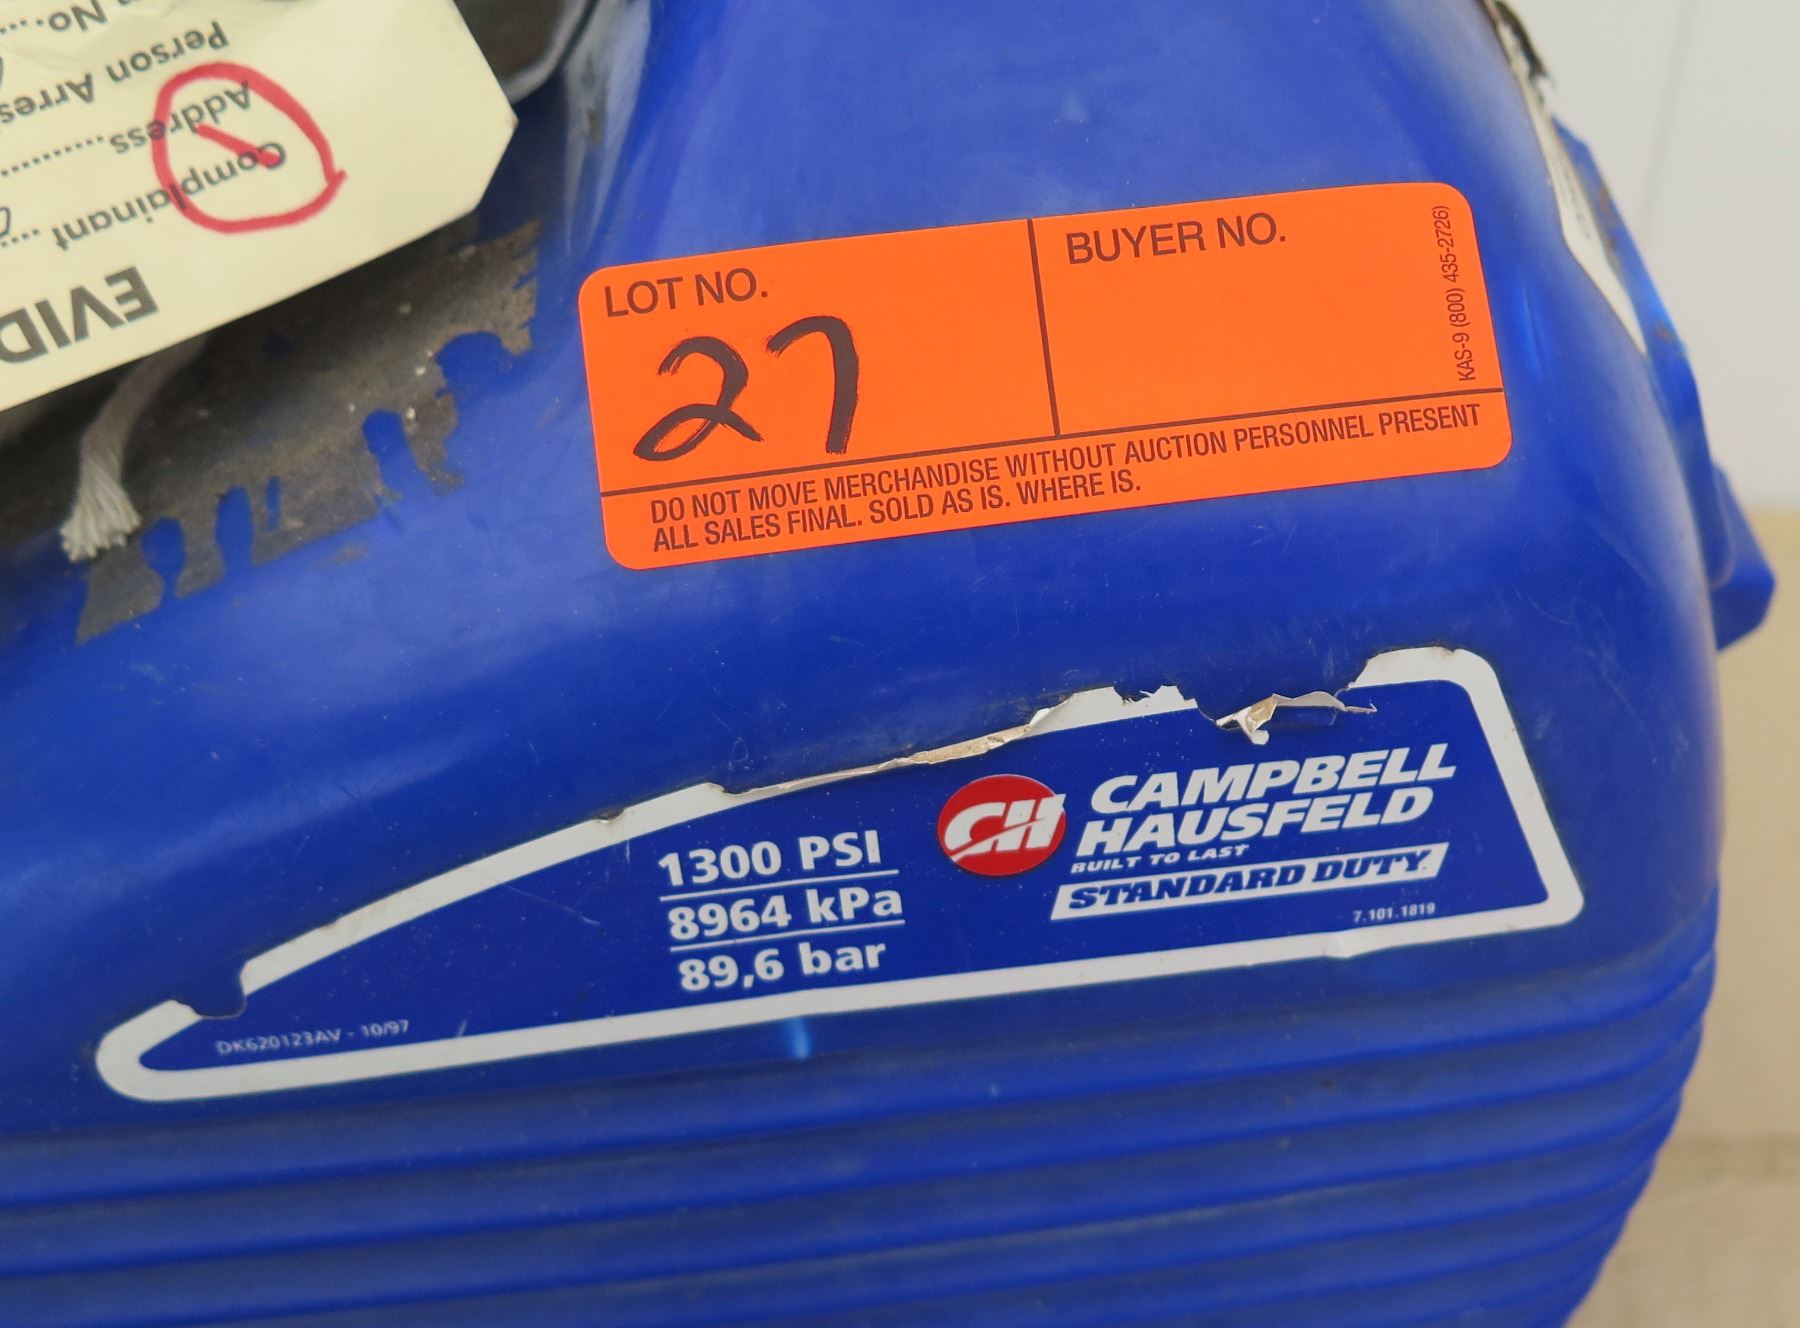 EVID
Complainant ....
Address............
Person Arres
No....
LOT NO.
27
BUYER NO.
KAS-9 (800) 435-2726)
DO NOT MOVE MERCHANDISE WITHOUT AUCTION PERSONNEL PRESENT
ALL SALES FINAL. SOLD AS IS. WHERE IS.
1300 PSI
8964 kPa
89,6 bar
CH
CAMPBELL
HAUSFELD
BUILT TO LAST
STANDARD DUTY
7.101.1819
DK620123AV - 10/97